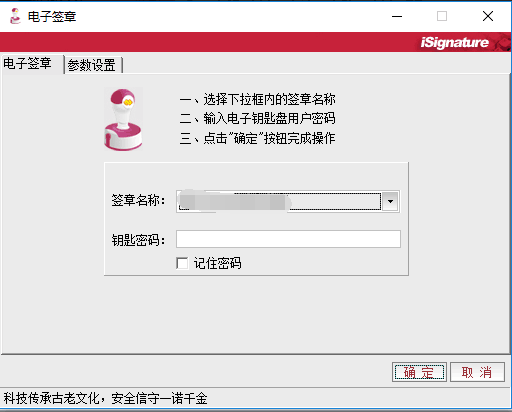 电子签章
iSignature
电子签章 参数设置
一、选择下拉框内的签章名称
二、输入电子钥匙盘用户密码
三、点击"确定"按钮完成操作
签章名称：
钥匙密码：
记住密码
确 定 取 消
科技传承古老文化，安全信守一诺千金